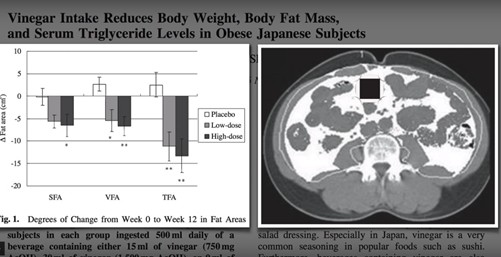 Vinegar Intake Reduces Body Weight, Body Fat Mass,
and Serum Triglyceride Levels in Obese Japanese Subjects
10
5
0
-5
-10
-15
-20
Δ Fat area (cm²)
Placebo
Low-dose
High-dose
*
*
**
**
**
SFA
VFA
TFA
Fig. 1. Degrees of Change from Week 0 to Week 12 in Fat Areas
subjects in each group ingested 500 ml daily of a
beverage containing either 15 ml of vinegar (750 mg
salad dressing. Especially in Japan, vinegar is a very
common seasoning in popular foods such as sushi.